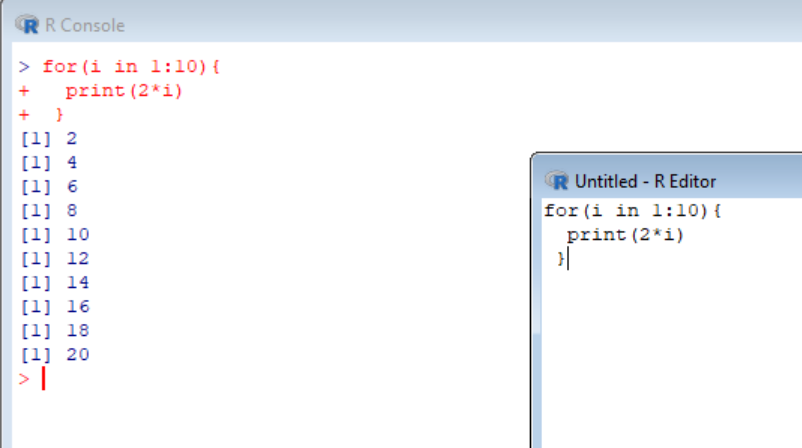 R Console
> for(i in 1:10){
+   print(2*i)
+  }
[1] 2
[1] 4
[1] 6
[1] 8
[1] 10
[1] 12
[1] 14
[1] 16
[1] 18
[1] 20
>
Untitled - R Editor
for(i in 1:10){
  print(2*i)
 }